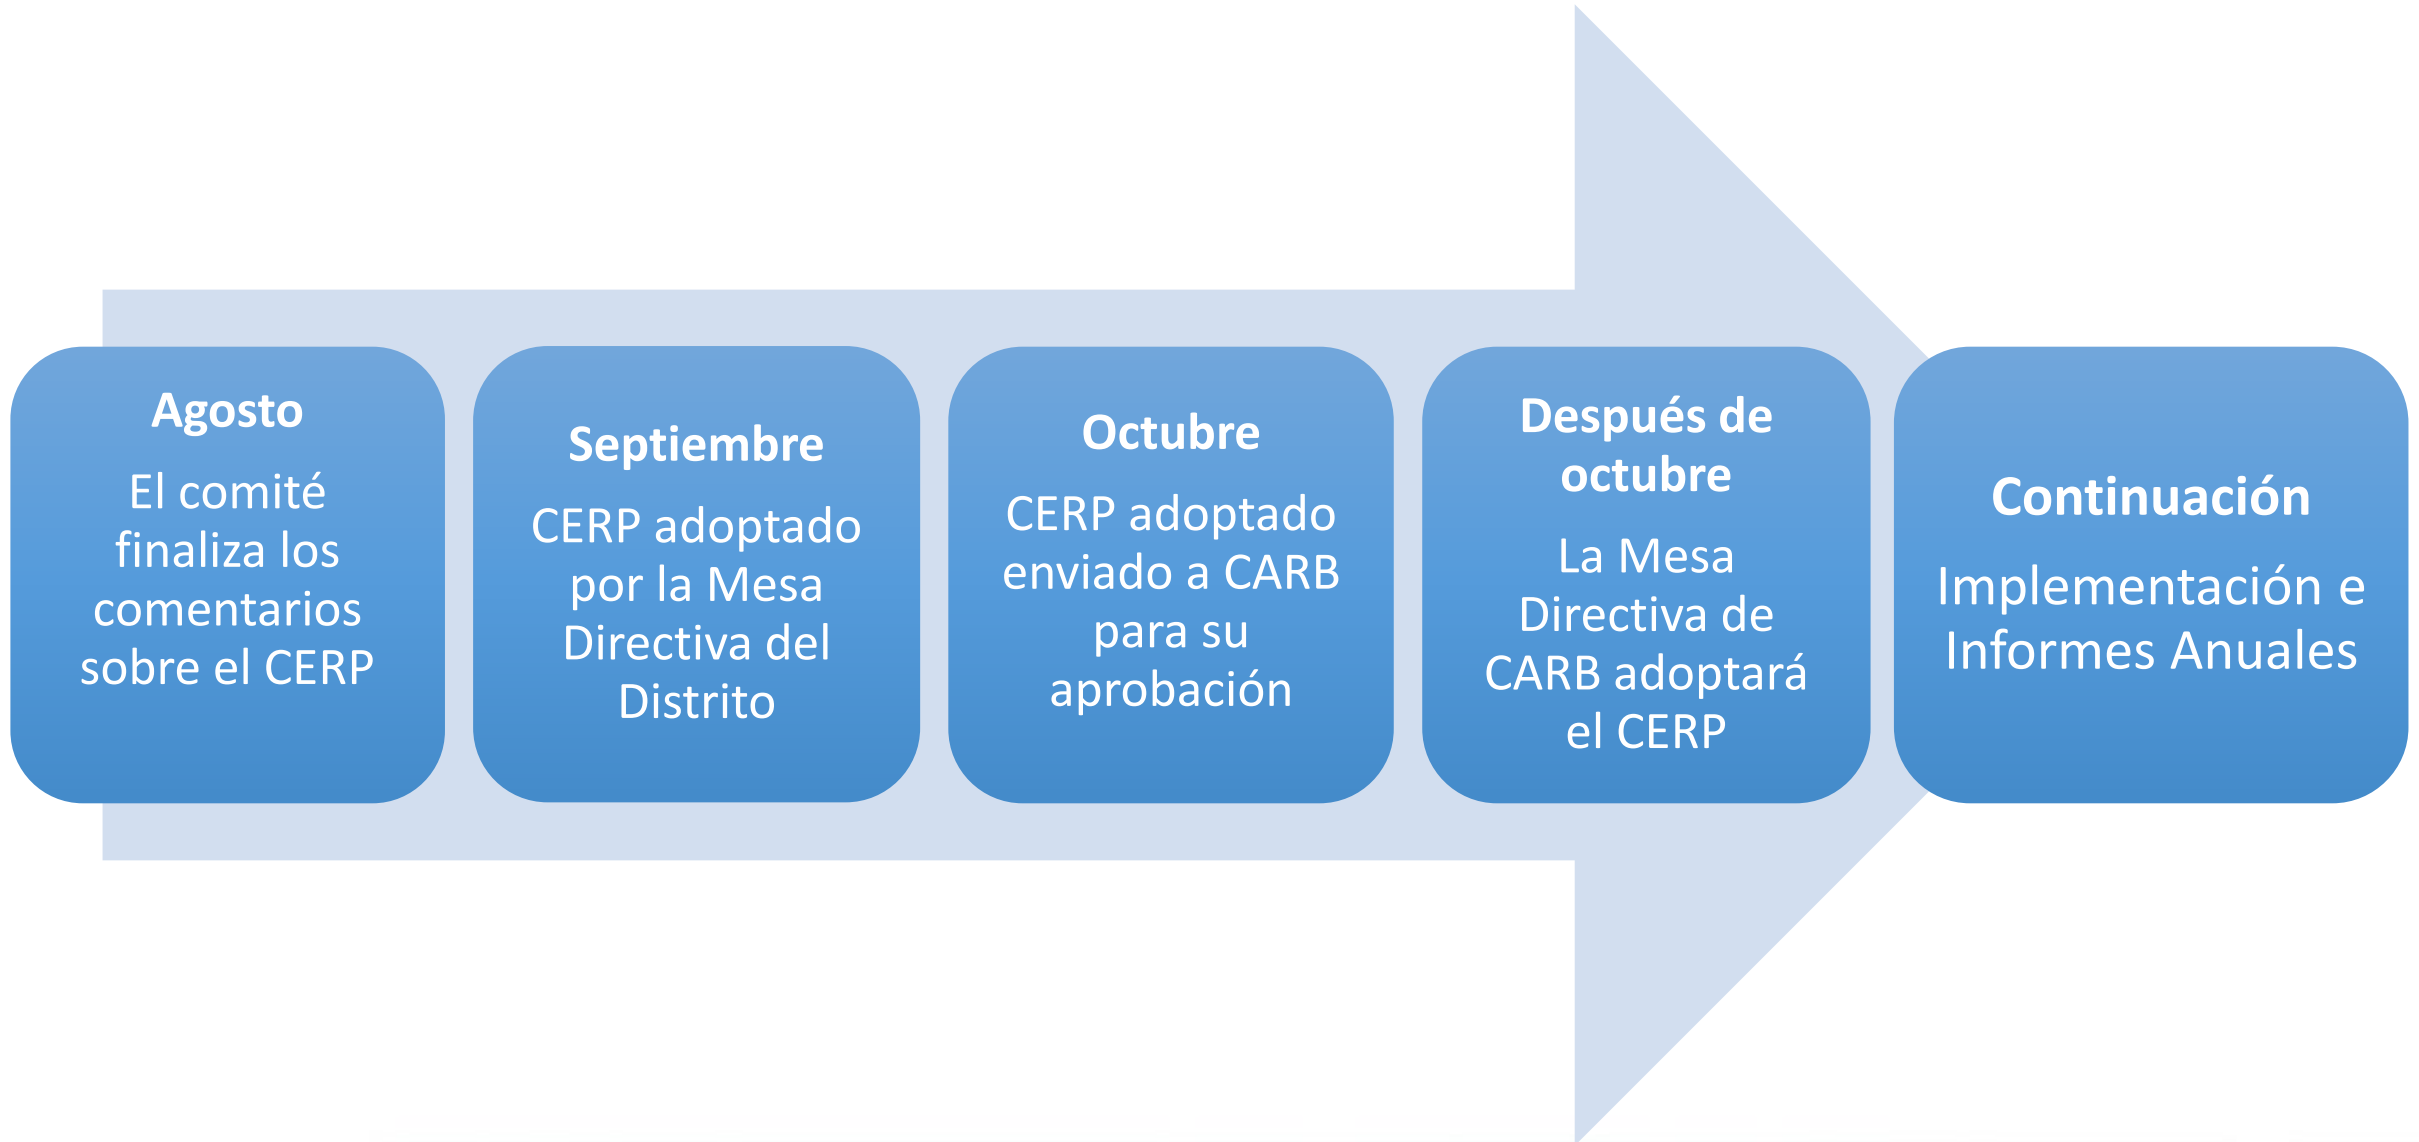 Agosto
El comité
finaliza los
comentarios
sobre el CERP
Septiembre
CERP adoptado
por la Mesa
Directiva del
Distrito
Octubre
CERP adoptado
enviado a CARB
para su
aprobación
Después de
octubre
La Mesa
Directiva de
CARB adoptará
el CERP
Continuación
Implementación e
Informes Anuales